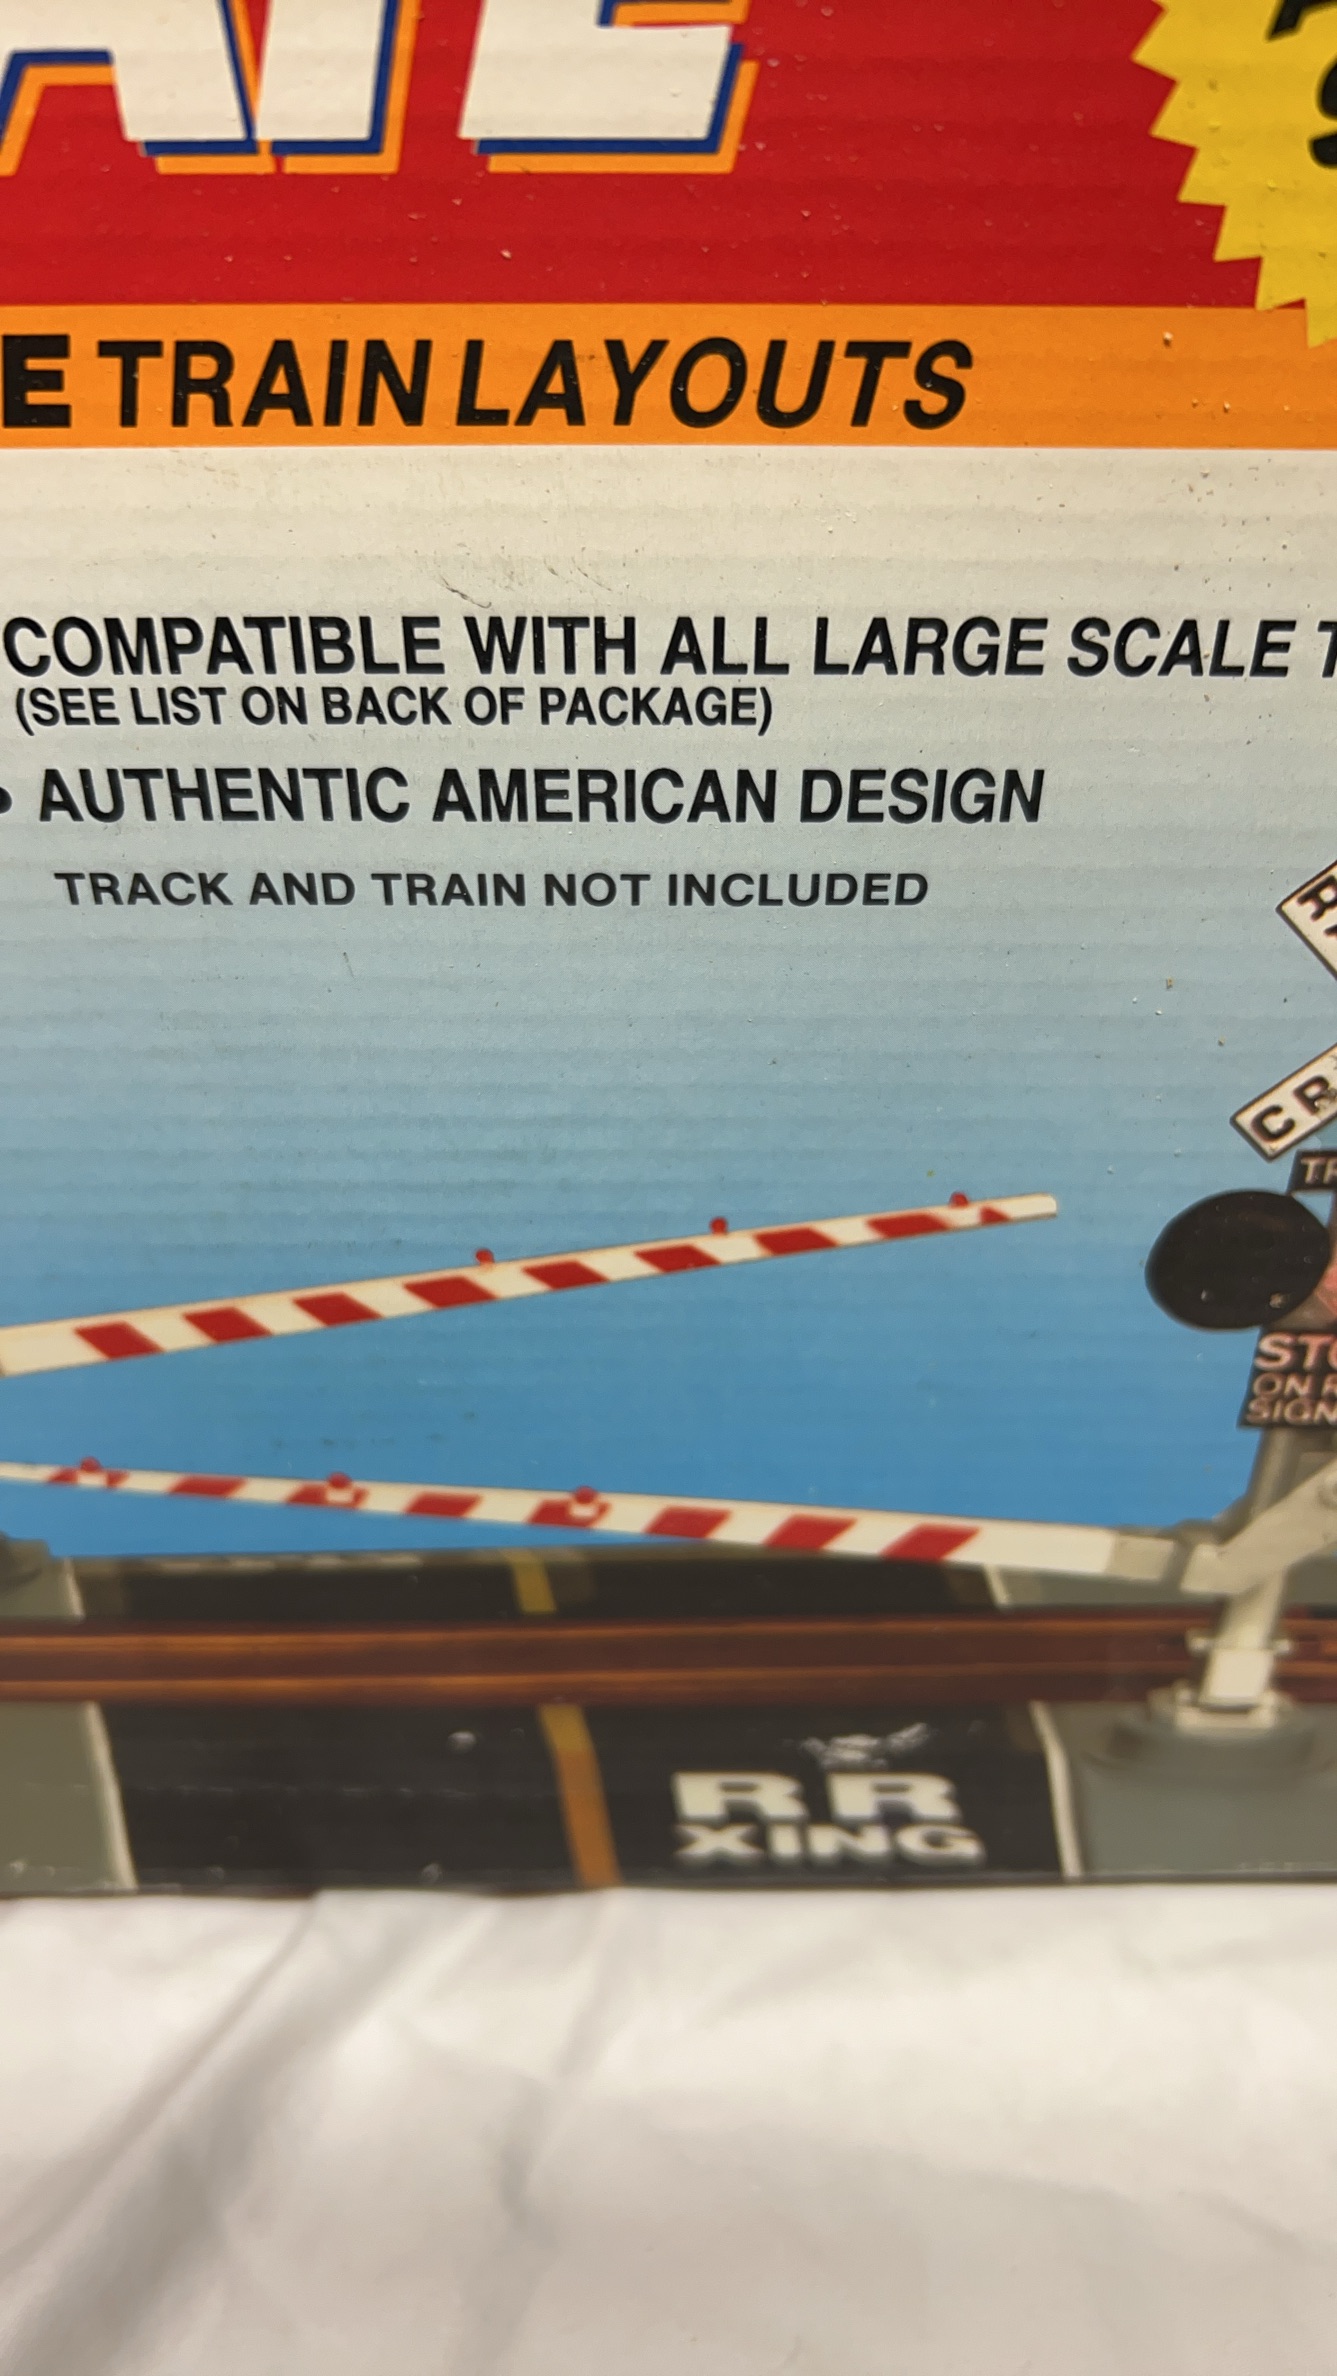 TRAIN LAYOUTS
COMPATIBLE WITH ALL LARGE SCALE
(SEE LIST ON BACK OF PACKAGE)
• AUTHENTIC AMERICAN DESIGN
TRACK AND TRAIN NOT INCLUDED
ON
RR
XING